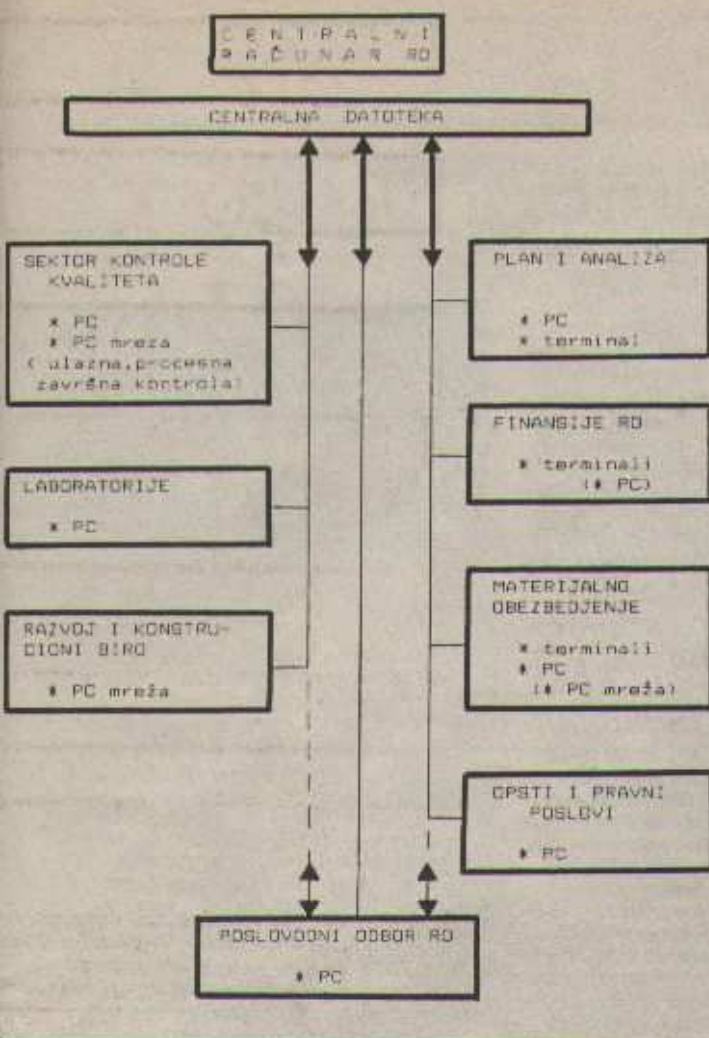 CENTRALNI
RAČUNAR RO
CENTRALNA DATOTEKA
SEKTOR KONTROLE
KVALITETA
* PC
* PC mreza
( ulazna,procesna
završna kontrola)
LABORATORIJE
* PC
RAZVOJ I KONSTRU-
CIONI BIRO
* PC mreža
PLAN I ANALIZA
* PC
* terminal
FINANSIJE RO
* terminali
(* PC)
MATERIJALNO
OBEZBEDJENJE
* terminali
* PC
(* PC mreža)
OPSTI I PRAVNI
POSLOVI
* PC
POSLOVODNI ODBOR RO
* PC